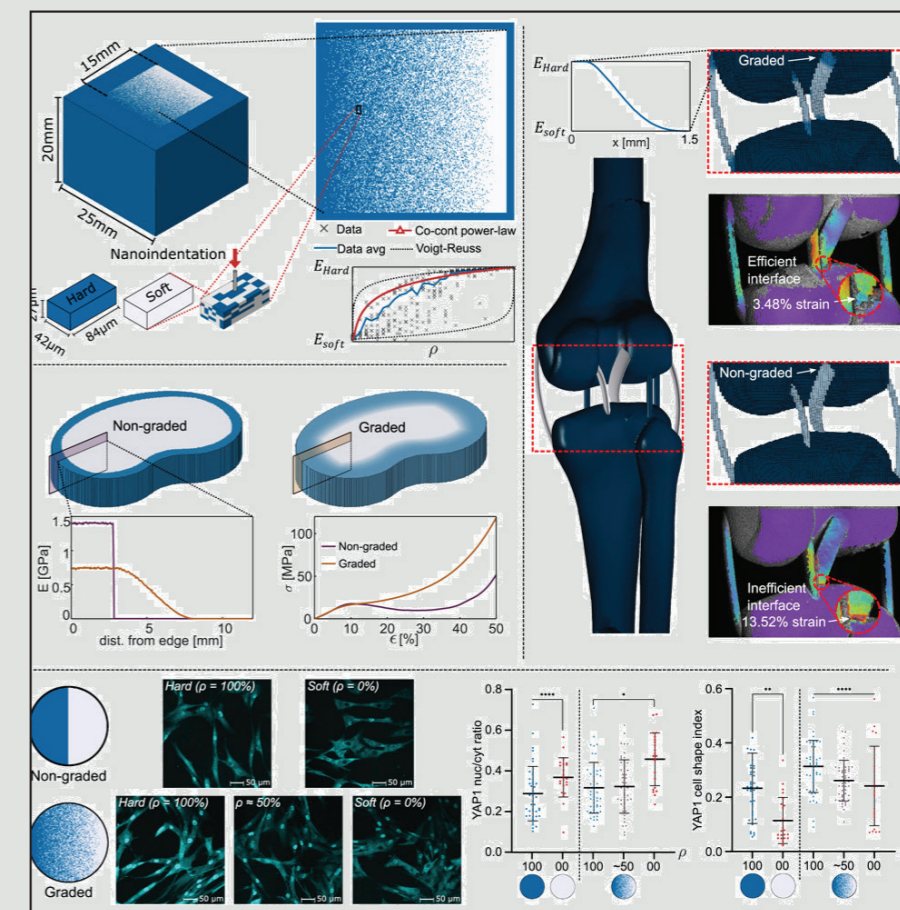 15mm
20mm
25mm
Nanoindentation
Hard
Soft
42µm
84µm
Data
Co-cont power-law
Data avg
Voigt-Reuss
E_Hard
E_soft
ρ
E_Hard
E_soft
x [mm]
1.5
Graded
Efficient
interface
3.48% strain
Non-graded
Inefficient
interface
13.52% strain
Non-graded
Graded
E [GPa]
1.5
1
0
0
5
10
dist. from edge [mm]
σ [MPa]
100
50
0
Non-graded
Graded
0
10
20
30
40
50
ϵ [%]
Non-graded
Hard (ρ = 100%)
50 µm
Soft (ρ = 0%)
50 µm
Graded
Hard (ρ = 100%)
50 µm
ρ ≈ 50%
50 µm
Soft (ρ = 0%)
50 µm
YAP1 nuc/cyt ratio
0.8
0.6
0.4
0.2
0.0
****
*
100
00
100
~50
00
ρ
YAP1 cell shape index
0.6
0.4
0.2
0.0
**
****
100
00
100
~50
00